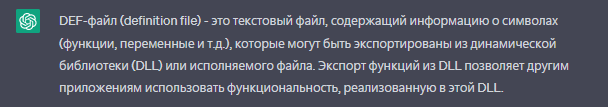 DEF-файл (definition file) - это текстовый файл, содержащий информацию о символах
(функции, переменные и т.д.), которые могут быть экспортированы из динамической
библиотеки (DLL) или исполняемого файла. Экспорт функций из DLL позволяет другим
приложениям использовать функциональность, реализованную в этой DLL.